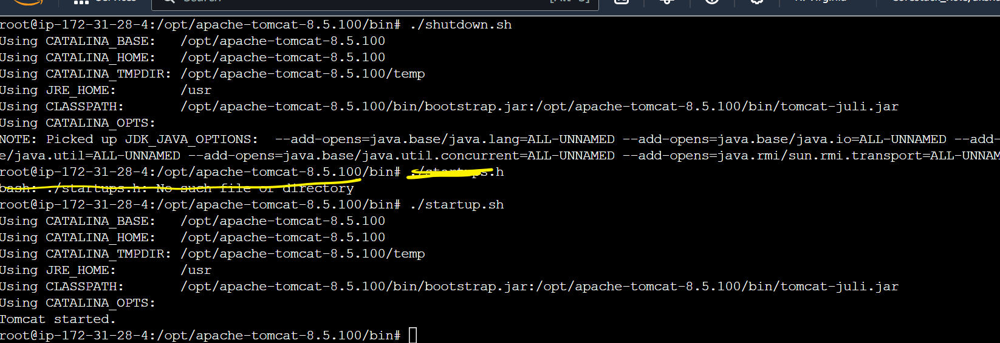 Services Search [Alt+S] N. Virginia
root@ip-172-31-28-4:/opt/apache-tomcat-8.5.100/bin# ./shutdown.sh
Using CATALINA_BASE:   /opt/apache-tomcat-8.5.100
Using CATALINA_HOME:   /opt/apache-tomcat-8.5.100
Using CATALINA_TMPDIR: /opt/apache-tomcat-8.5.100/temp
Using JRE_HOME:        /usr
Using CLASSPATH:       /opt/apache-tomcat-8.5.100/bin/bootstrap.jar:/opt/apache-tomcat-8.5.100/bin/tomcat-juli.jar
Using CATALINA_OPTS:
NOTE: Picked up JDK_JAVA_OPTIONS:  --add-opens=java.base/java.lang=ALL-UNNAMED --add-opens=java.base/java.io=ALL-UNNAMED --add-
e/java.util=ALL-UNNAMED --add-opens=java.base/java.util.concurrent=ALL-UNNAMED --add-opens=java.rmi/sun.rmi.transport=ALL-UNNAM
root@ip-172-31-28-4:/opt/apache-tomcat-8.5.100/bin# ./startups.h
bash: ./startups.h: No such file or directory
root@ip-172-31-28-4:/opt/apache-tomcat-8.5.100/bin# ./startup.sh
Using CATALINA_BASE:   /opt/apache-tomcat-8.5.100
Using CATALINA_HOME:   /opt/apache-tomcat-8.5.100
Using CATALINA_TMPDIR: /opt/apache-tomcat-8.5.100/temp
Using JRE_HOME:        /usr
Using CLASSPATH:       /opt/apache-tomcat-8.5.100/bin/bootstrap.jar:/opt/apache-tomcat-8.5.100/bin/tomcat-juli.jar
Using CATALINA_OPTS:
Tomcat started.
root@ip-172-31-28-4:/opt/apache-tomcat-8.5.100/bin#